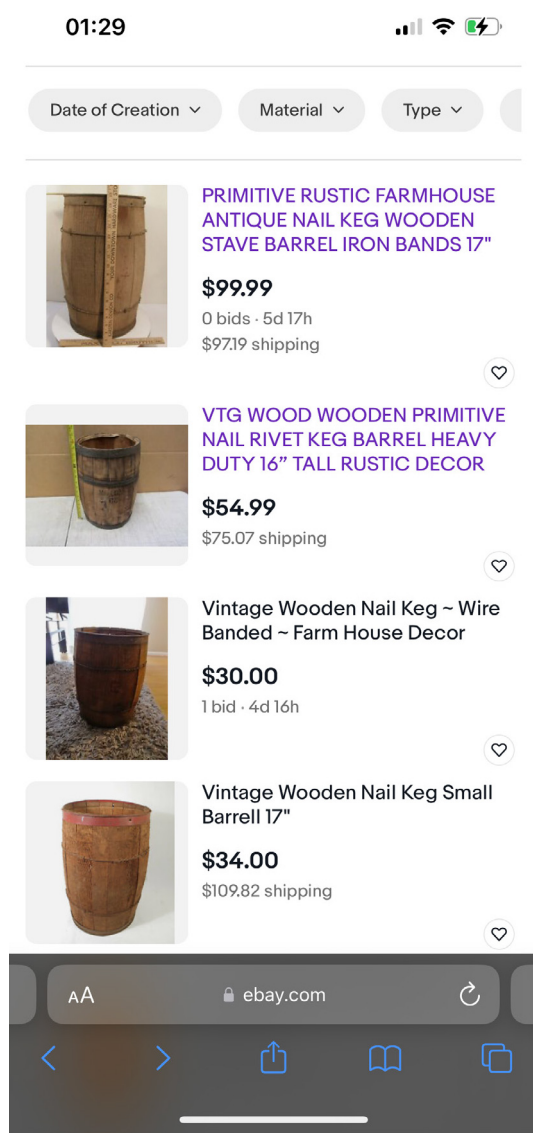 01:29
Date of Creation
Material
Type
PRIMITIVE RUSTIC FARMHOUSE
ANTIQUE NAIL KEG WOODEN
STAVE BARREL IRON BANDS 17"
$99.99
0 bids · 5d 17h
$97.19 shipping
VTG WOOD WOODEN PRIMITIVE
NAIL RIVET KEG BARREL HEAVY
DUTY 16” TALL RUSTIC DECOR
$54.99
$75.07 shipping
Vintage Wooden Nail Keg ~ Wire
Banded ~ Farm House Decor
$30.00
1 bid · 4d 16h
Vintage Wooden Nail Keg Small
Barrell 17"
$34.00
$109.82 shipping
AA
ebay.com